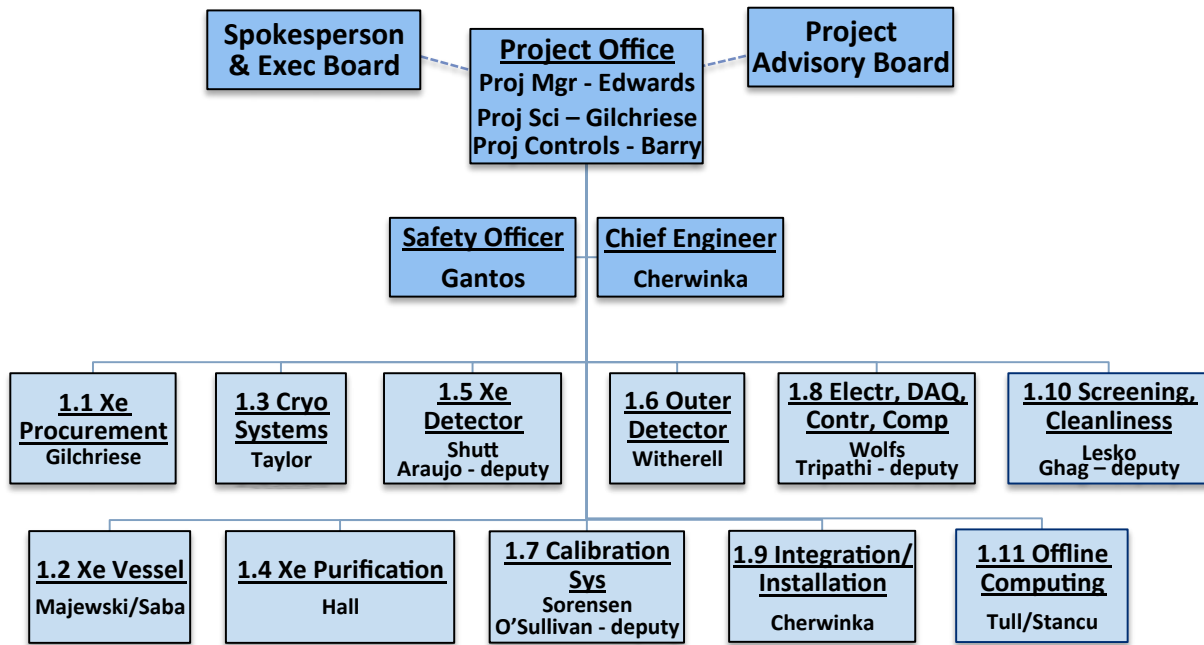 Spokesperson
& Exec Board
Project Office
Proj Mgr - Edwards
Proj Sci – Gilchriese
Proj Controls - Barry
Project
Advisory Board
Safety Officer
Gantos
Chief Engineer
Cherwinka
1.1 Xe
Procurement
Gilchriese
1.3 Cryo
Systems
Taylor
1.5 Xe
Detector
Shutt
Araujo - deputy
1.6 Outer
Detector
Witherell
1.8 Electr, DAQ,
Contr, Comp
Wolfs
Tripathi - deputy
1.10 Screening,
Cleanliness
Lesko
Ghag – deputy
1.2 Xe Vessel
Majewski/Saba
1.4 Xe Purification
Hall
1.7 Calibration
Sys
Sorensen
O'Sullivan - deputy
1.9 Integration/
Installation
Cherwinka
1.11 Offline
Computing
Tull/Stancu